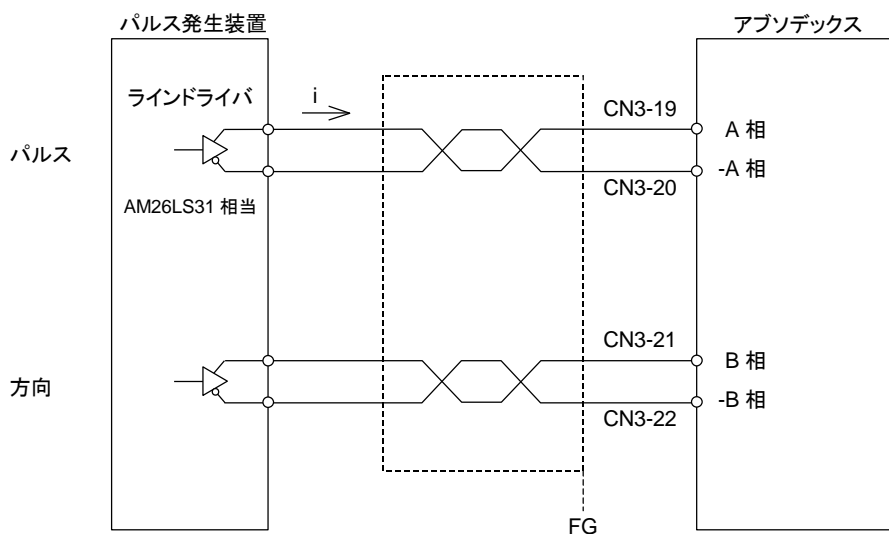 パルス発生装置
アブソデックス
ラインドライバ
i
CN3-19
A 相
パルス
-A 相
CN3-20
AM26LS31 相当
CN3-21
B 相
方向
-B 相
CN3-22
FG